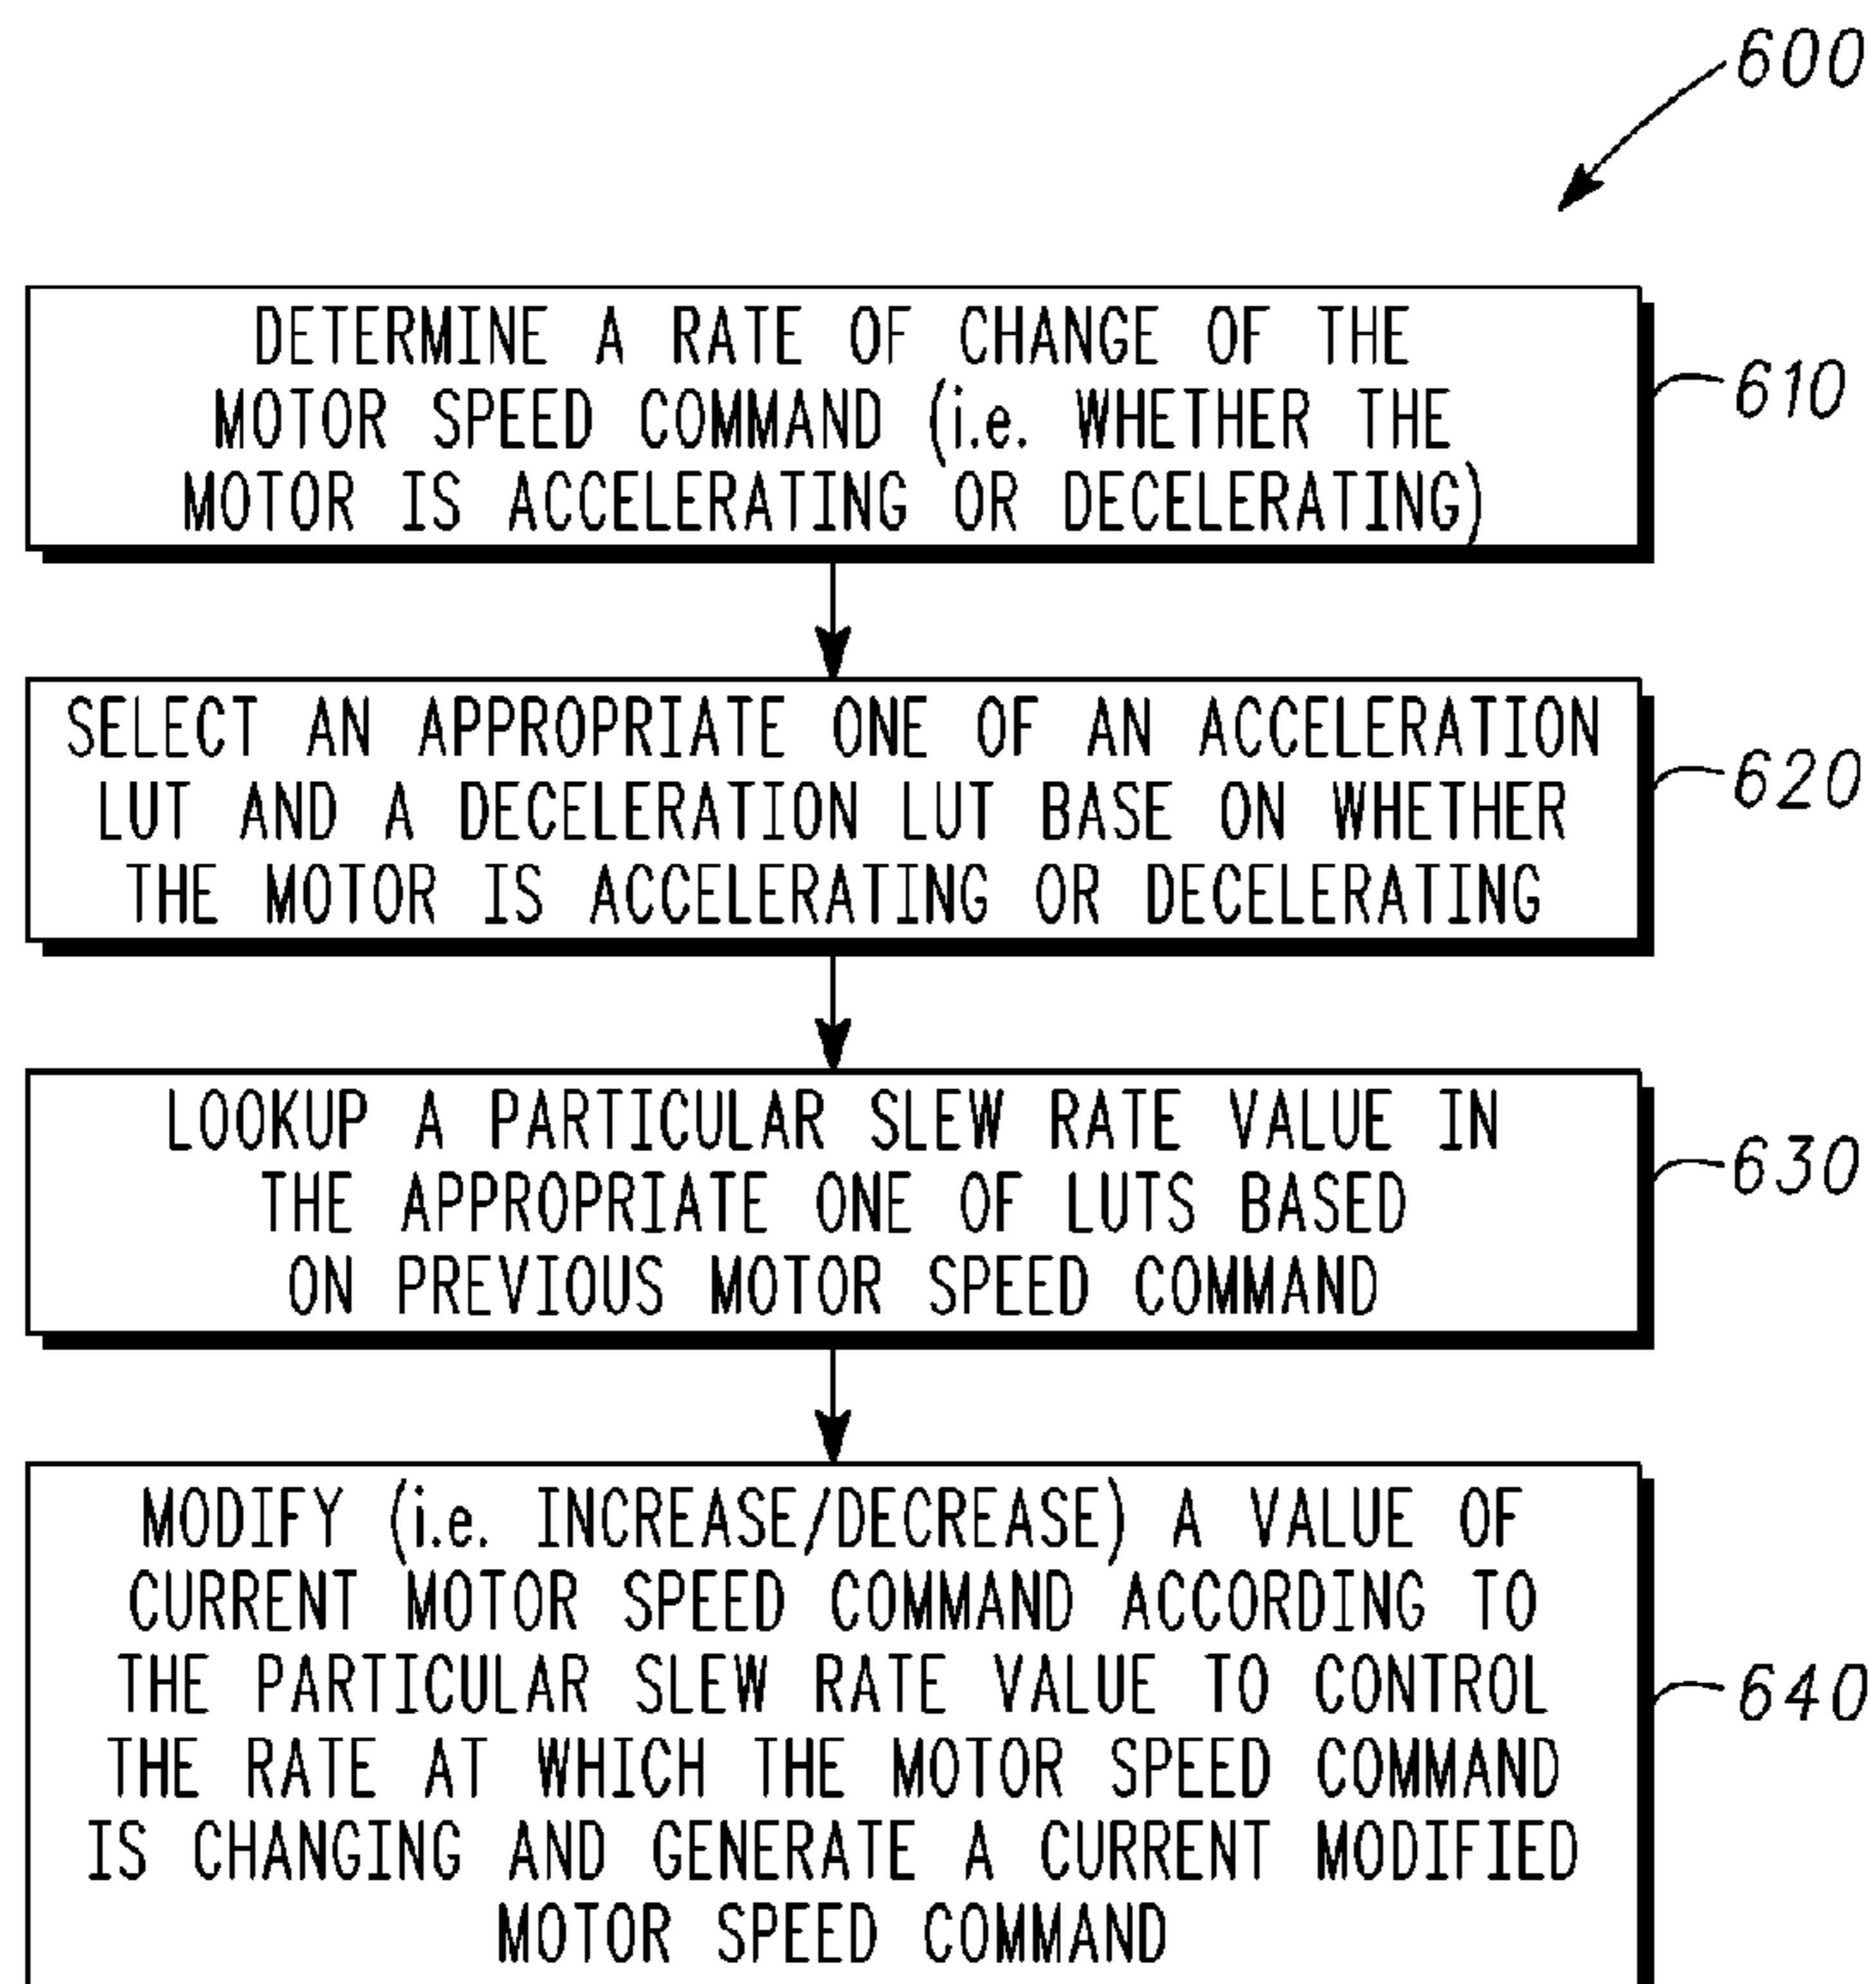 600
DETERMINE A RATE OF CHANGE OF THE
MOTOR SPEED COMMAND (i.e. WHETHER THE
MOTOR IS ACCELERATING OR DECELERATING)
610
SELECT AN APPROPRIATE ONE OF AN ACCELERATION
LUT AND A DECELERATION LUT BASE ON WHETHER
THE MOTOR IS ACCELERATING OR DECELERATING
620
LOOKUP A PARTICULAR SLEW RATE VALUE IN
THE APPROPRIATE ONE OF LUTS BASED
ON PREVIOUS MOTOR SPEED COMMAND
630
MODIFY (i.e. INCREASE/DECREASE) A VALUE OF
CURRENT MOTOR SPEED COMMAND ACCORDING TO
THE PARTICULAR SLEW RATE VALUE TO CONTROL
THE RATE AT WHICH THE MOTOR SPEED COMMAND
IS CHANGING AND GENERATE A CURRENT MODIFIED
MOTOR SPEED COMMAND
640